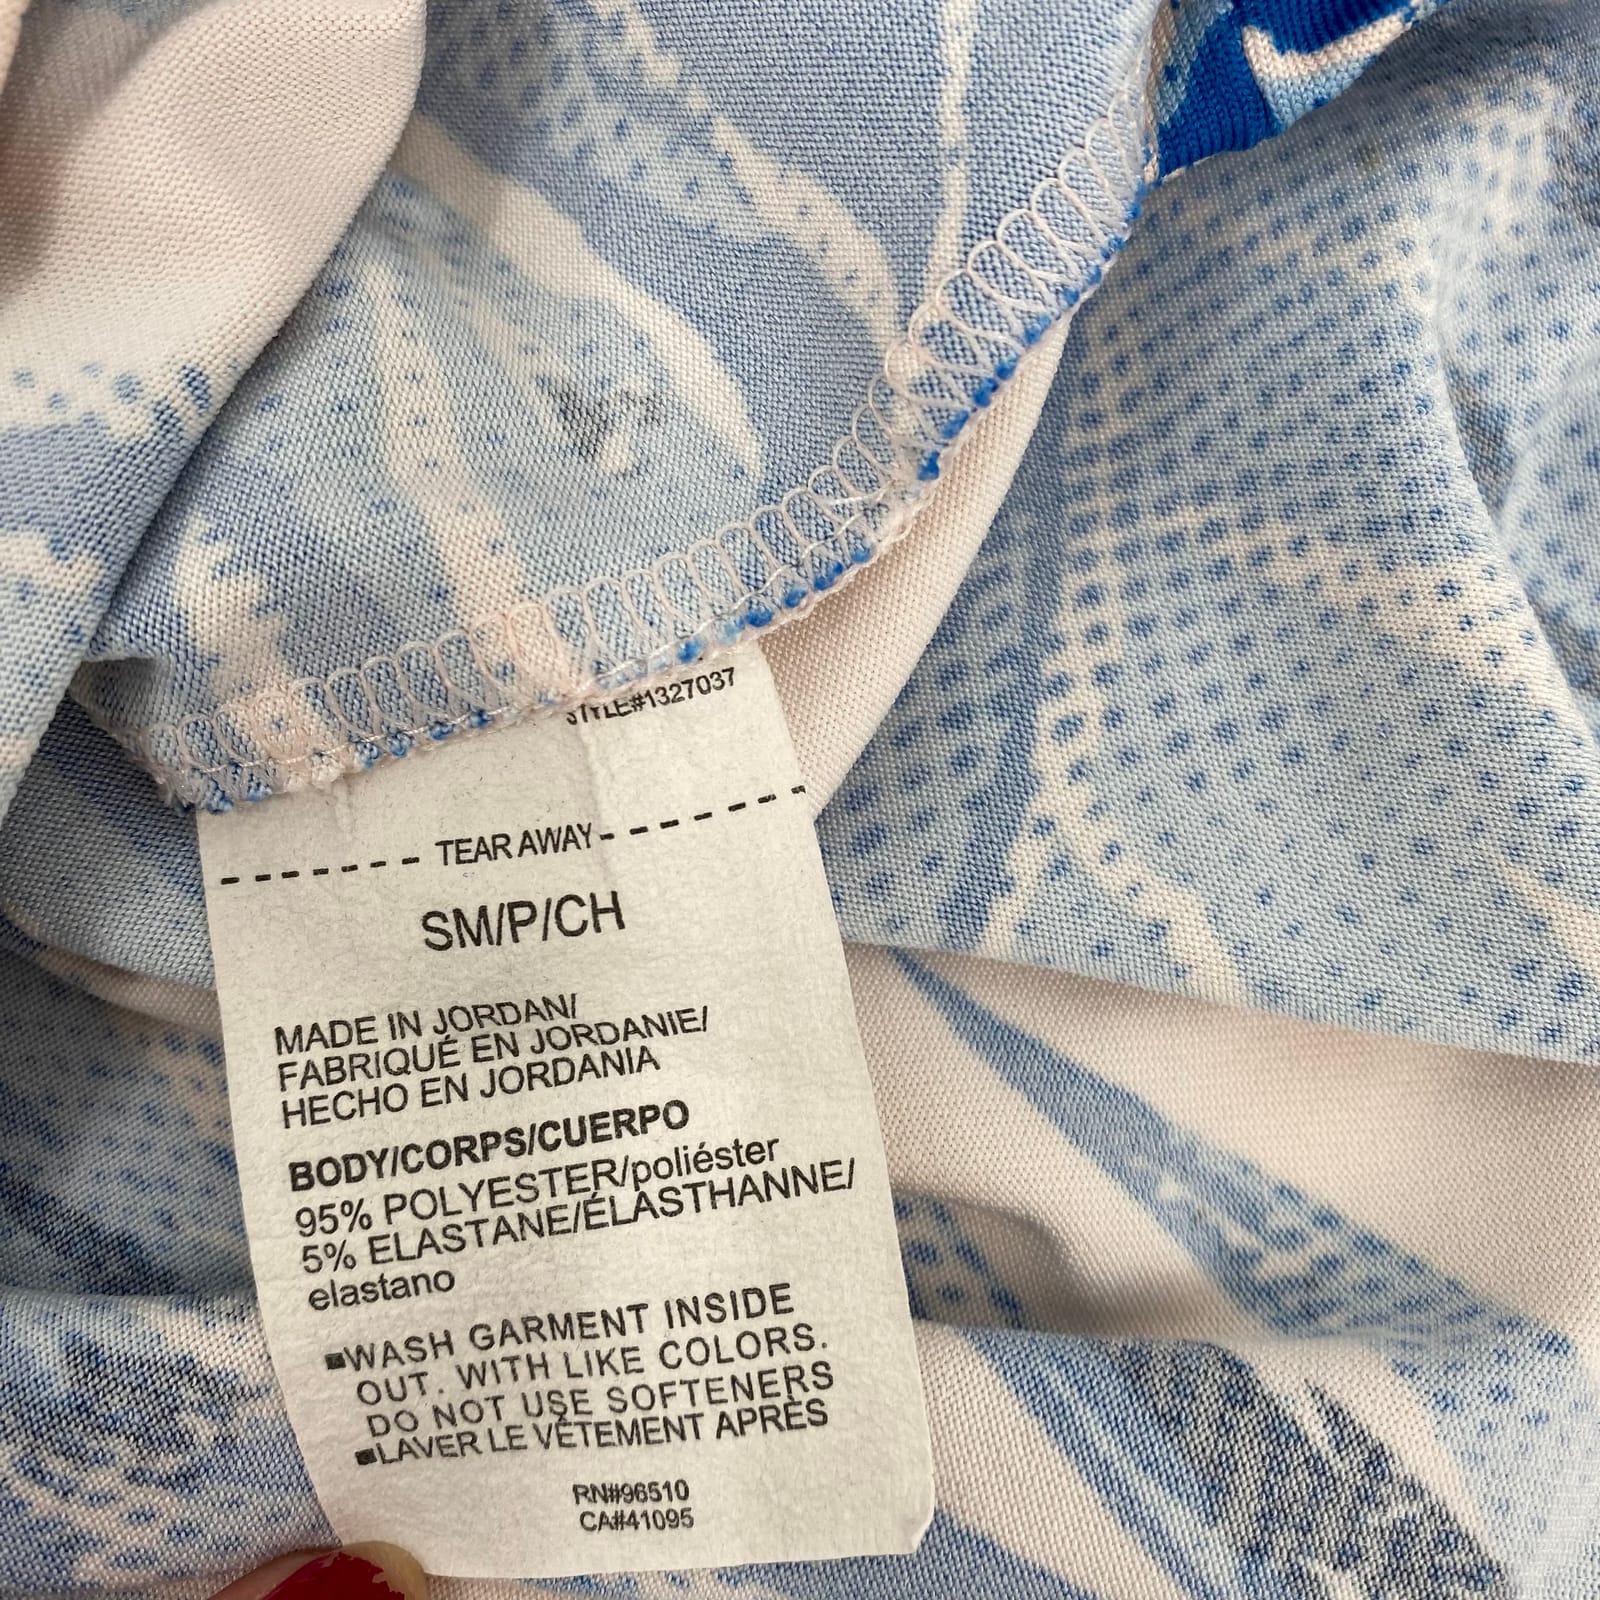 STYLE#1327037
TEAR AWAY
SM/P/CH
MADE IN JORDAN/
FABRIQUÉ EN JORDANIE/
HECHO EN JORDANIA
BODY/CORPS/CUERPO
95% POLYESTER/poliéster
5% ELASTANE/ÉLASTHANNE/
elastano
WASH GARMENT INSIDE
OUT. WITH LIKE COLORS.
DO NOT USE SOFTENERS
LAVER LE VÊTEMENT APRÈS
RN#96510
CA#41095